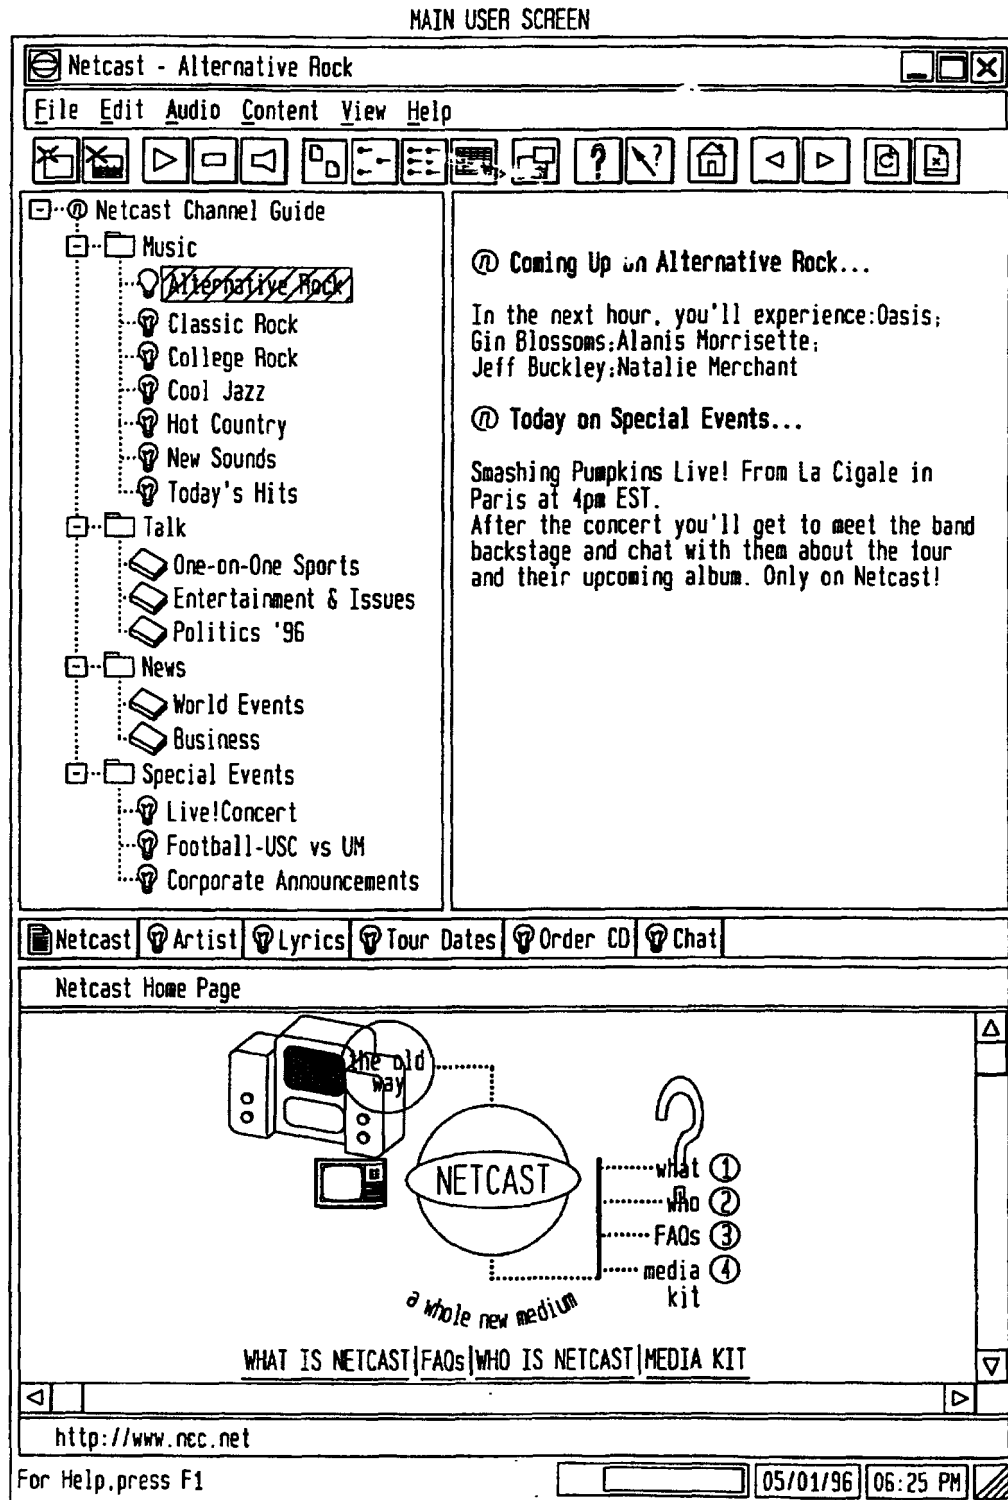 MAIN USER SCREEN
Netcast - Alternative Rock
File Edit Audio Content View Help
Netcast Channel Guide
Music
Alternative Rock
Classic Rock
College Rock
Cool Jazz
Hot Country
New Sounds
Today's Hits
Talk
One-on-One Sports
Entertainment & Issues
Politics '96
News
World Events
Business
Special Events
Live!Concert
Football-USC vs UM
Corporate Announcements
Coming Up on Alternative Rock...
In the next hour, you'll experience:Oasis;
Gin Blossoms;Alanis Morrisette;
Jeff Buckley;Natalie Merchant
Today on Special Events...
Smashing Pumpkins Live! From La Cigale in
Paris at 4pm EST.
After the concert you'll get to meet the band
backstage and chat with them about the tour
and their upcoming album. Only on Netcast!
Netcast Artist Lyrics Tour Dates Order CD Chat
Netcast Home Page
the old
way
NETCAST
what 1
who 2
FAQs 3
media 4
kit
a whole new medium
WHAT IS NETCAST|FAQs|WHO IS NETCAST|MEDIA KIT
http://www.ncc.net
For Help,press F1 05/01/96 06:25 PM